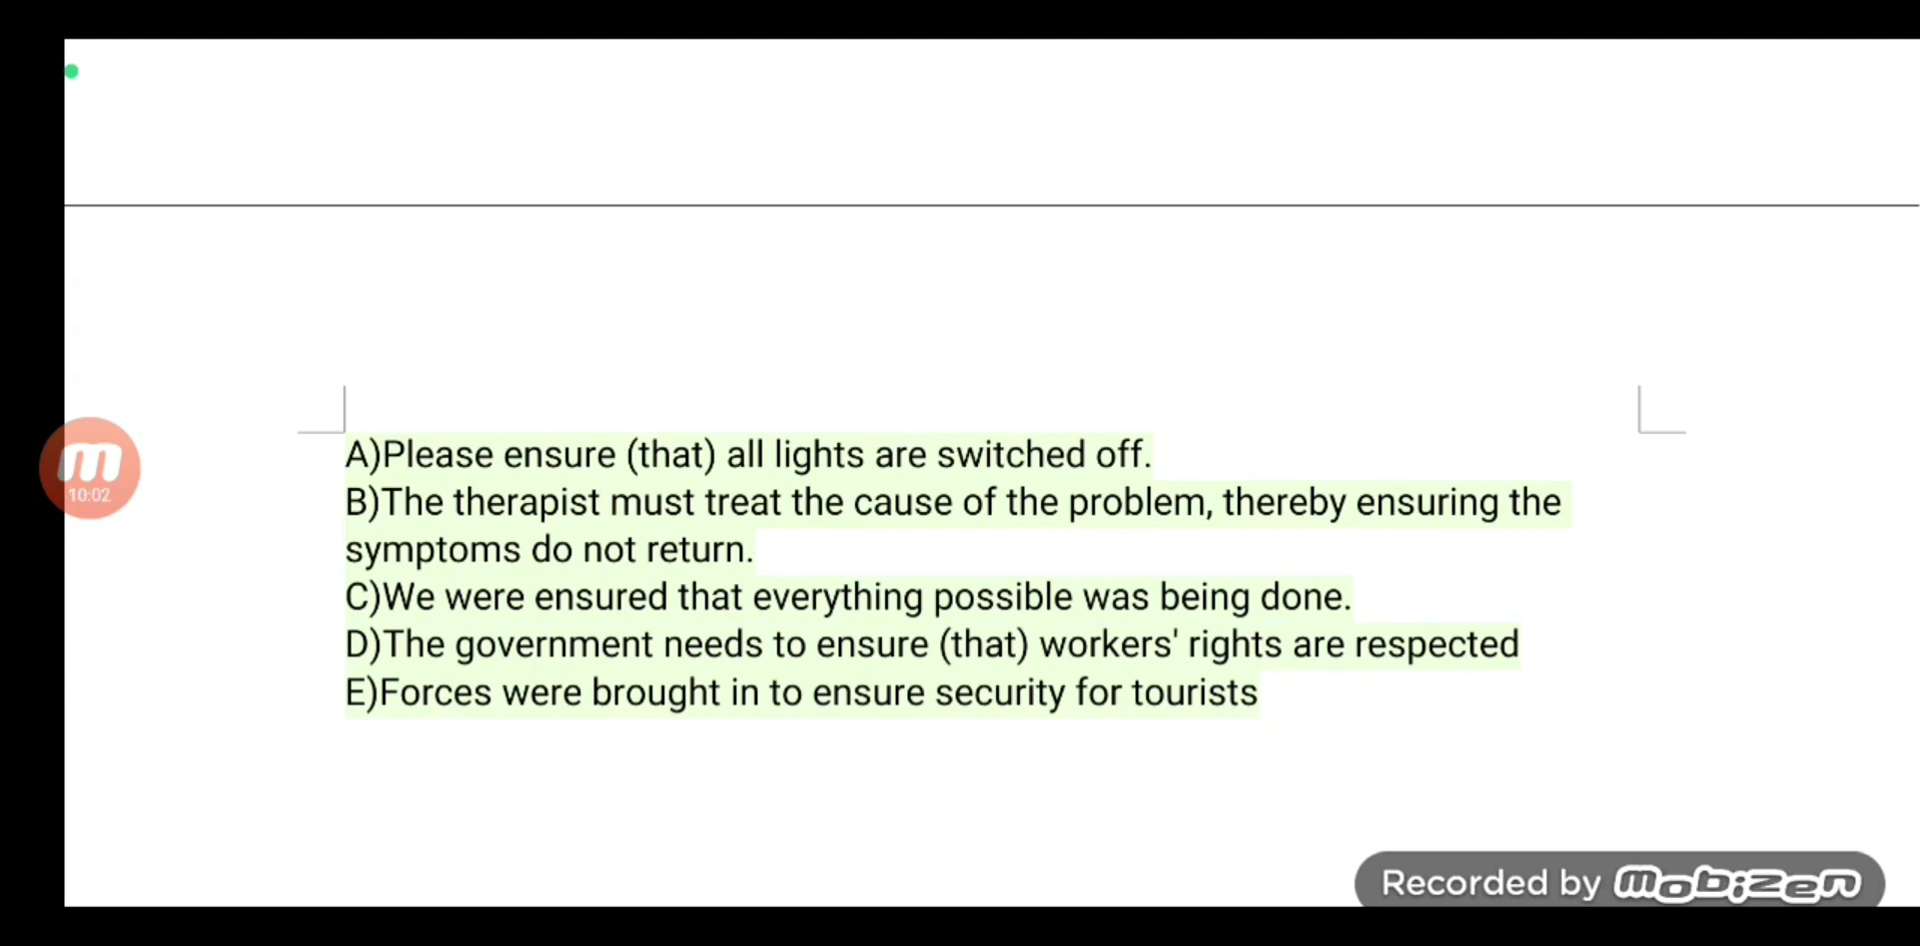 A)Please ensure (that) all lights are switched off.
B)The therapist must treat the cause of the problem, thereby ensuring the
symptoms do not return.
C)We were ensured that everything possible was being done.
D)The government needs to ensure (that) workers' rights are respected
E)Forces were brought in to ensure security for tourists
m
10:02
Recorded by mobizen